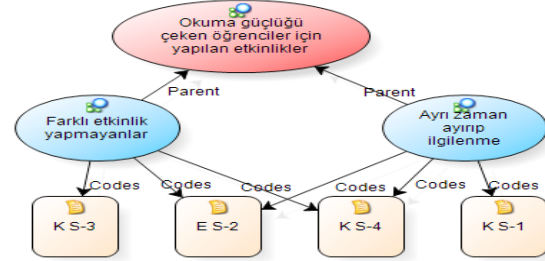 Okuma güçlüğü
çeken öğrenciler için
yapılan etkinlikler
Parent
Parent
Farklı etkinlik
yapmayanlar
Ayrı zaman
ayırıp
ilgilenme
Codes
Codes
Codes
Codes
Codes
Codes
K S-3
E S-2
K S-4
K S-1